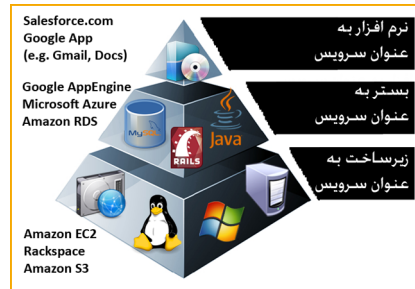 Salesforce.com
Google App
(e.g. Gmail, Docs)
نرم افزار به
عنوان سرویس
Google AppEngine
Microsoft Azure
Amazon RDS
MySQL
RAILS
Java
بستر به
عنوان سرویس
زیرساخت به
عنوان سرویس
Amazon EC2
Rackspace
Amazon S3